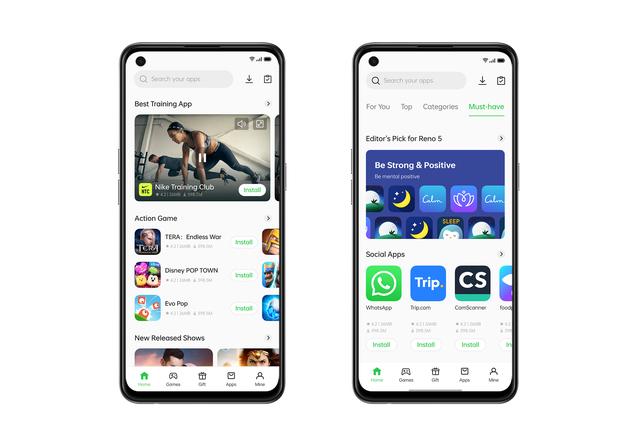 Search your apps
Best Training App
NTC
Nike Training Club
Install
Action Game
TERA
TERA: Endless War
Install
Disney POP TOWN
Install
Evo Pop
Install
New Released Shows
Home
Games
Gift
Apps
Mine
Search your apps
For You
Top
Categories
Must-have
Editor's Pick for Reno 5
Be Strong & Positive
Be mental positive
Calm
Calm
SLEEP
Social Apps
Trip.
CS
WhatsApp
Trip.com
CamScanner
Install
Install
Install
Home
Games
Gift
Apps
Mine